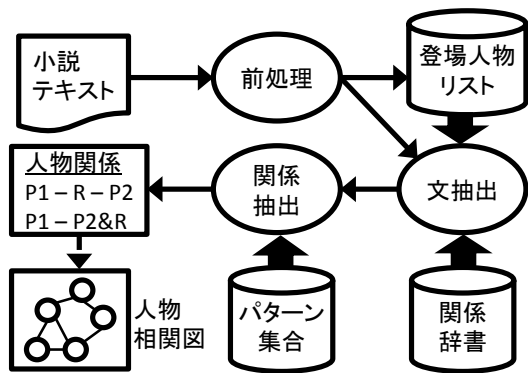 小説
テキスト
前処理
登場人物
リスト
人物関係
P1 – R – P2
P1 – P2&R
関係
抽出
文抽出
人物
相関図
パターン
集合
関係
辞書